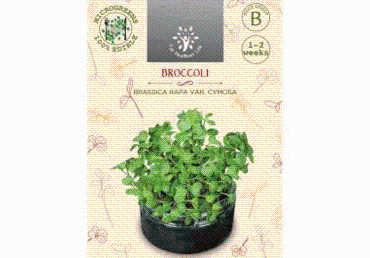 MICROGREENS
100% EDIBLE
B
1-2
weeks
BROCCOLI
BRASSICA RAPA VAR. CYMOSA